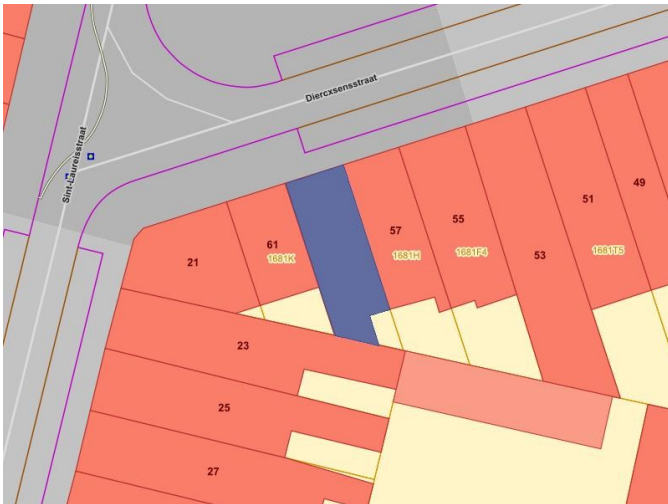 Diercxsensstraat
Sint-Laureisstraat
49
51
55
57
61
1681K
1681H
1681F4
1681T5
53
21
23
25
27